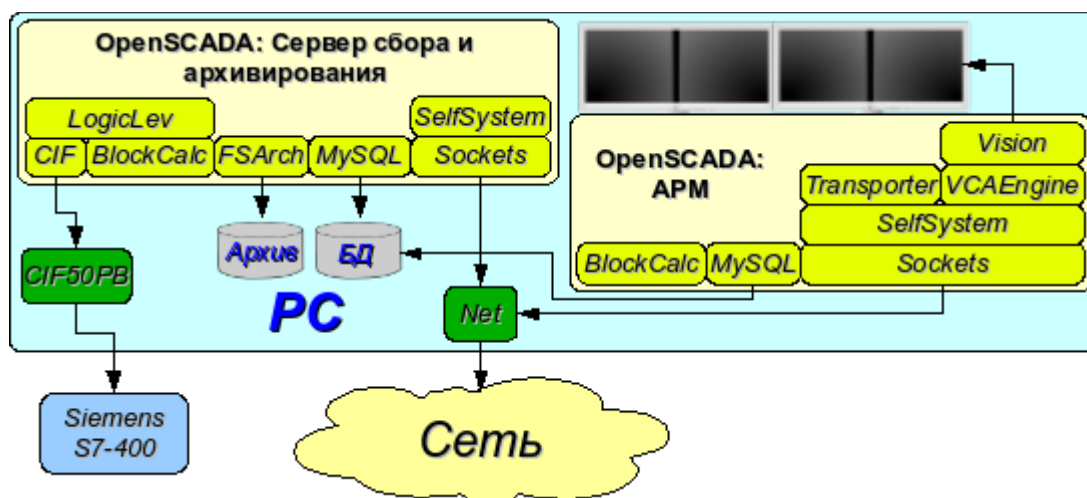 OpenSCADA: Сервер сбора и
архивирования
LogicLev
SelfSystem
CIF
BlockCalc
FSArch
MySQL
Sockets
OpenSCADA:
АРМ
Vision
Transporter
VCAEngine
SelfSystem
BlockCalc
MySQL
Sockets
Архив
БД
CIF50PB
PC
Net
Siemens
S7-400
Сеть